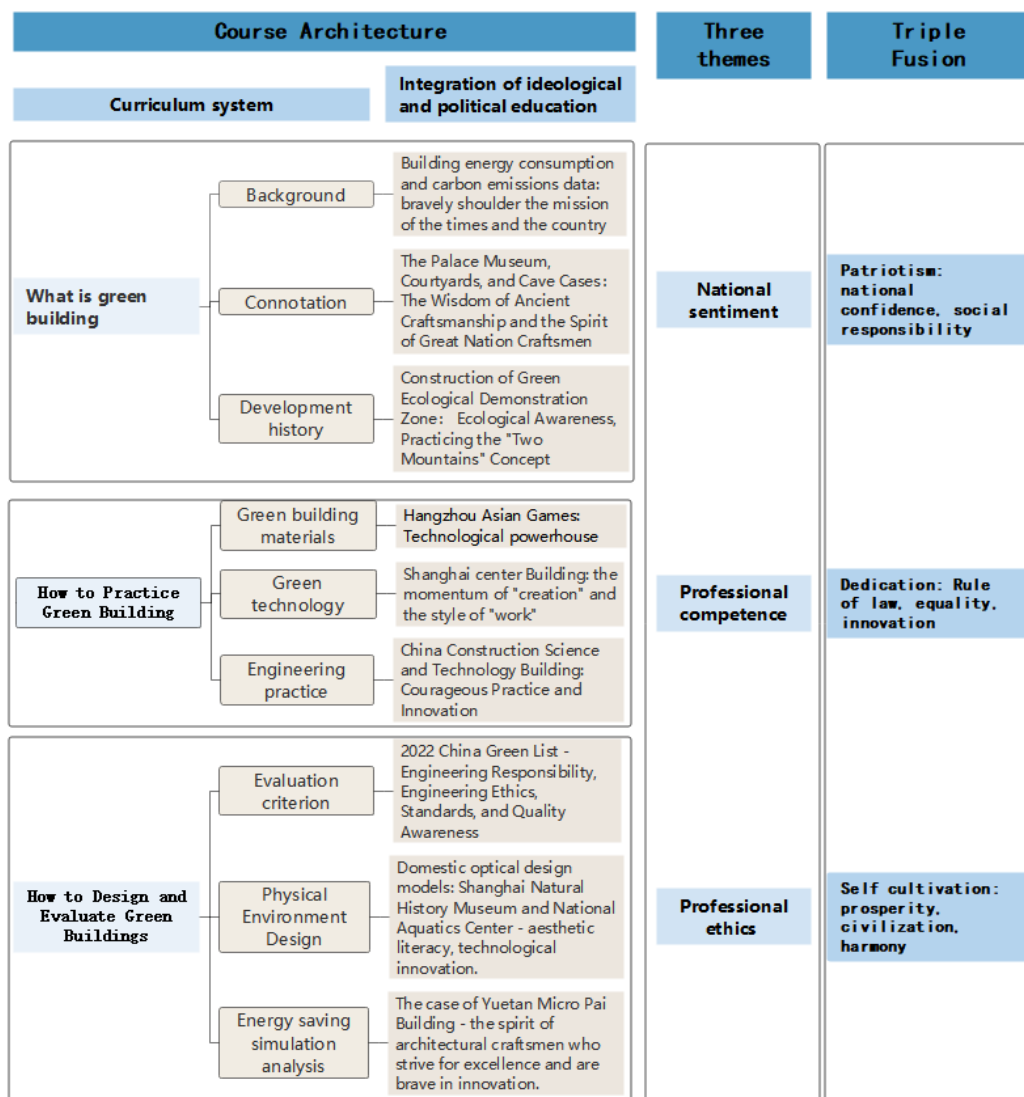 Course Architecture
Three
themes
Triple
Fusion
Curriculum system
Integration of ideological
and political education
What is green
building
Background
Building energy consumption
and carbon emissions data:
bravely shoulder the mission
of the times and the country
Connotation
The Palace Museum,
Courtyards, and Cave Cases:
The Wisdom of Ancient
Craftsmanship and the Spirit
of Great Nation Craftsmen
Development
history
Construction of Green
Ecological Demonstration
Zone: Ecological Awareness,
Practicing the "Two
Mountains" Concept
National
sentiment
Patriotism:
national
confidence, social
responsibility
How to Practice
Green Building
Green building
materials
Hangzhou Asian Games:
Technological powerhouse
Green
technology
Shanghai center Building: the
momentum of "creation" and
the style of "work"
Engineering
practice
China Construction Science
and Technology Building:
Courageous Practice and
Innovation
Professional
competence
Dedication: Rule
of law, equality,
innovation
How to Design and
Evaluate Green
Buildings
Evaluation
criterion
2022 China Green List -
Engineering Responsibility,
Engineering Ethics,
Standards, and Quality
Awareness
Physical
Environment
Design
Domestic optical design
models: Shanghai Natural
History Museum and National
Aquatics Center - aesthetic
literacy, technological
innovation.
Energy saving
simulation
analysis
The case of Yuetan Micro Pai
Building - the spirit of
architectural craftsmen who
strive for excellence and are
brave in innovation.
Professional
ethics
Self cultivation:
prosperity,
civilization,
harmony